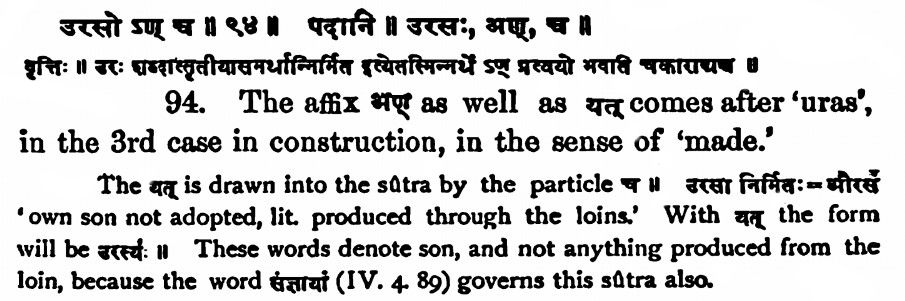 उरसो ऽण् च ॥ ९४ ॥ पदानि ॥ उरसः, अण्, च ॥
वृत्तिः ॥ उरः शब्दात्तृतीयासमर्थान्निर्मित इत्येतस्मिन्नर्थे ऽण् प्रत्ययो भवति चकाराद्यच्च ॥
94. The affix अण् as well as यत् comes after ‘uras’,
in the 3rd case in construction, in the sense of ‘made.’
The यत् is drawn into the sûtra by the particle च ॥ उरसा निर्मितः = औरसः
‘own son not adopted, lit. produced through the loins.’ With यत् the form
will be उरस्यः ॥ These words denote son, and not anything produced from the
loin, because the word संज्ञायां (IV. 4. 89) governs this sûtra also.